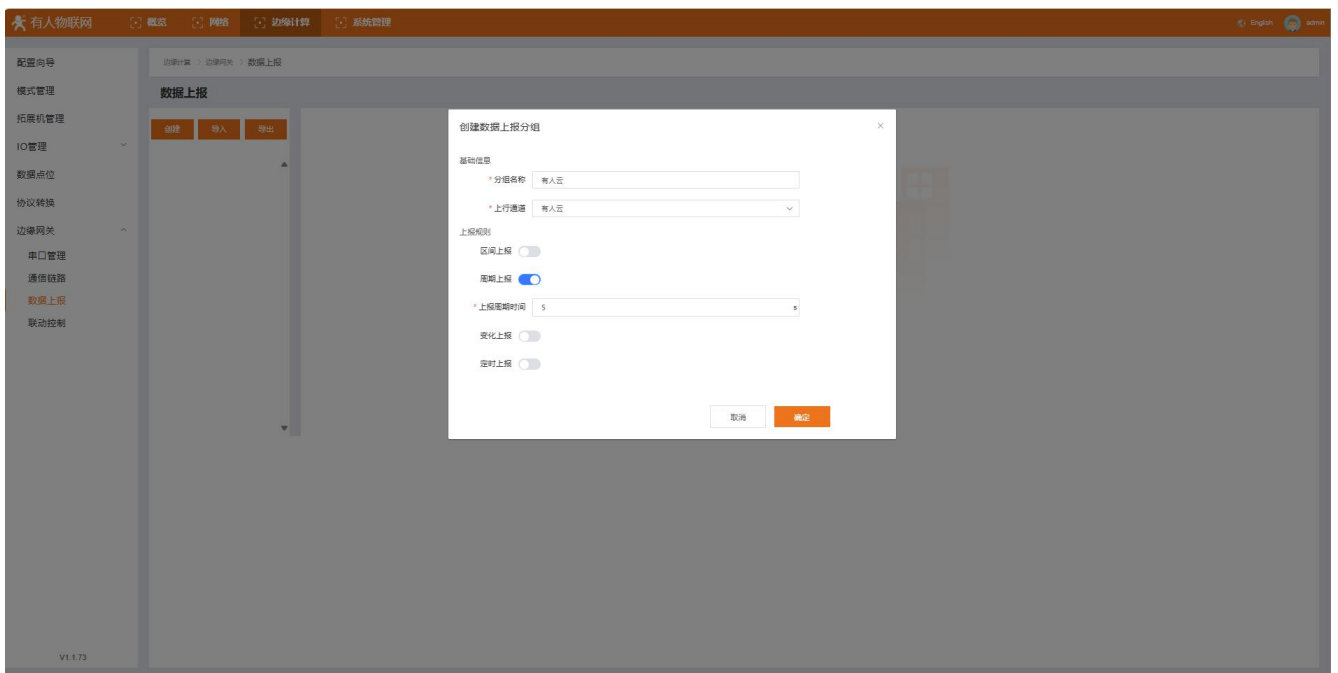 有人物联网
概览
网络
边缘计算
系统管理
English
admin
配置向导
模式管理
拓展机管理
IO管理
数据点位
协议转换
边缘网关
串口管理
通信链路
数据上报
联动控制
V1.1.73
边缘计算 > 边缘网关 > 数据上报
数据上报
创建
导入
导出
创建数据上报分组
×
基础信息
* 分组名称 有人云
* 上行通道 有人云
上报规则
区间上报
周期上报
* 上报周期时间 5 s
变化上报
定时上报
取消
确定